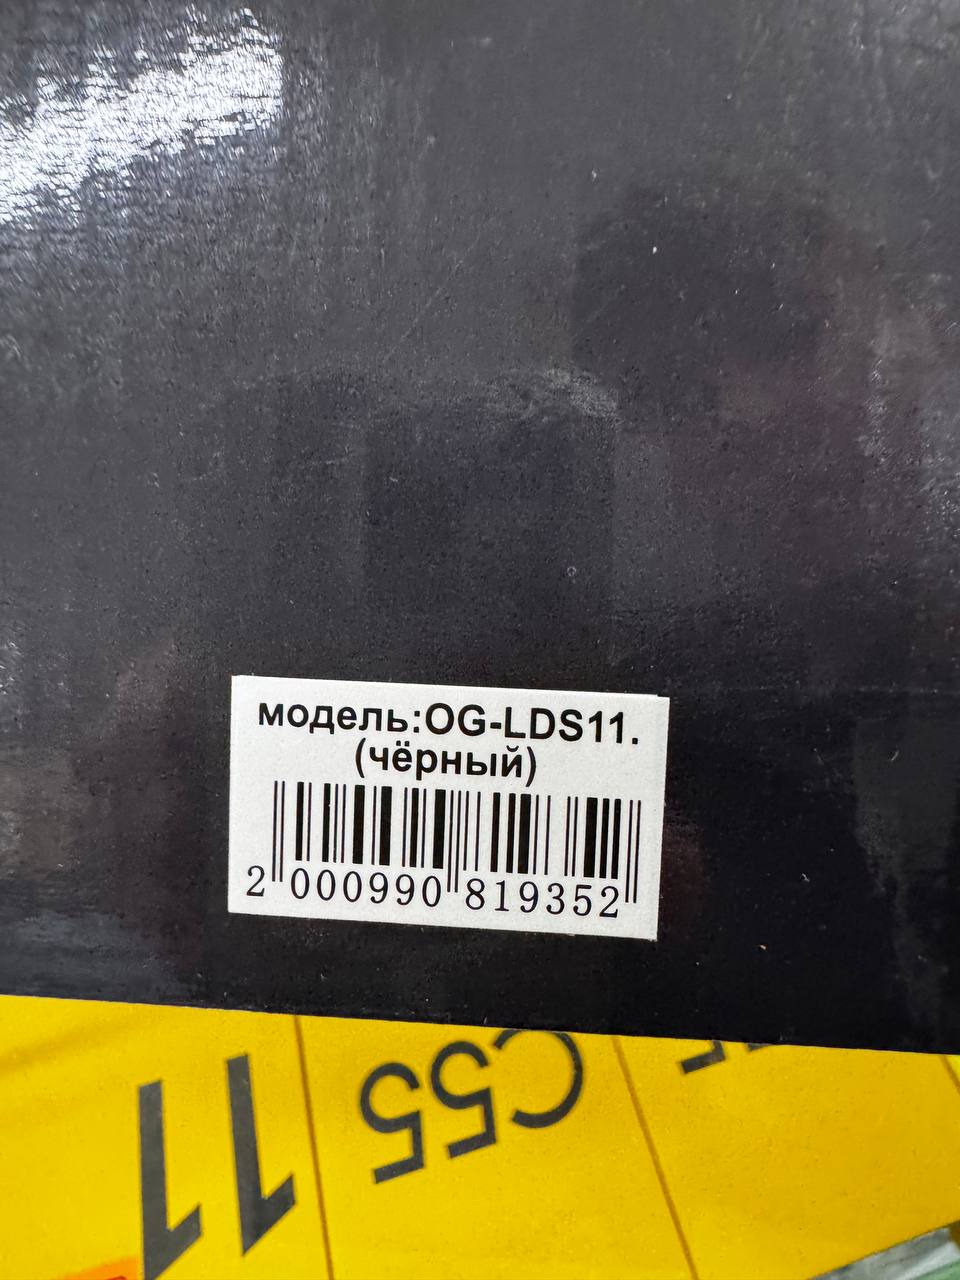 модель:OG-LDS11.
(чёрный)
2 000990 819352
C55 11